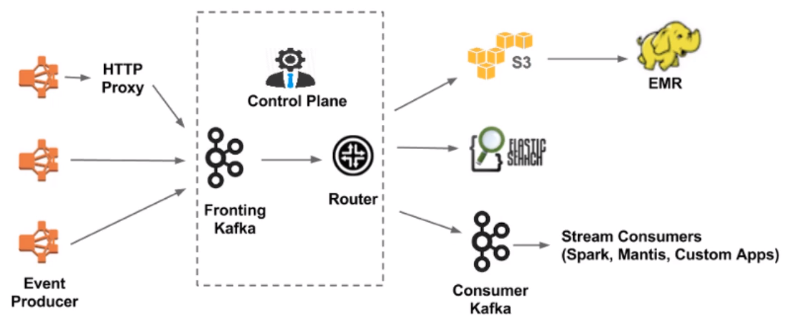 HTTP
Proxy
Control Plane
S3
EMR
ELASTIC
SEARCH
Fronting
Kafka
Router
Event
Producer
Consumer
Kafka
Stream Consumers
(Spark, Mantis, Custom Apps)